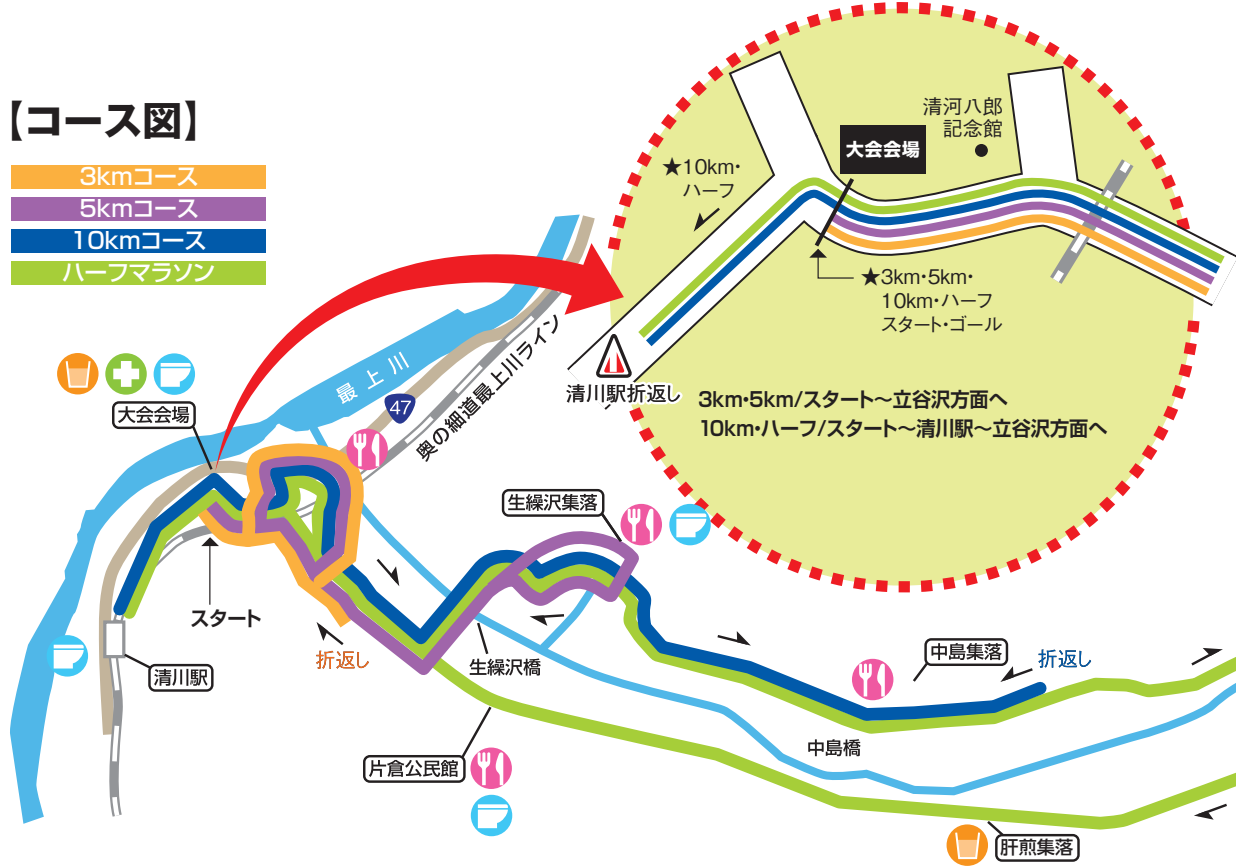 【コース図】
3kmコース
5kmコース
10kmコース
ハーフマラソン
清河八郎
記念館
大会会場
★10km・
ハーフ
★3km・5km・
10km・ハーフ
スタート・ゴール
清川駅折返し
3km・5km/スタート〜立谷沢方面へ
10km・ハーフ/スタート〜清川駅〜立谷沢方面へ
最上川
47
奥の細道最上川ライン
大会会場
生繰沢集落
スタート
折返し
清川駅
生繰沢橋
中島集落
折返し
中島橋
片倉公民館
肝煎集落